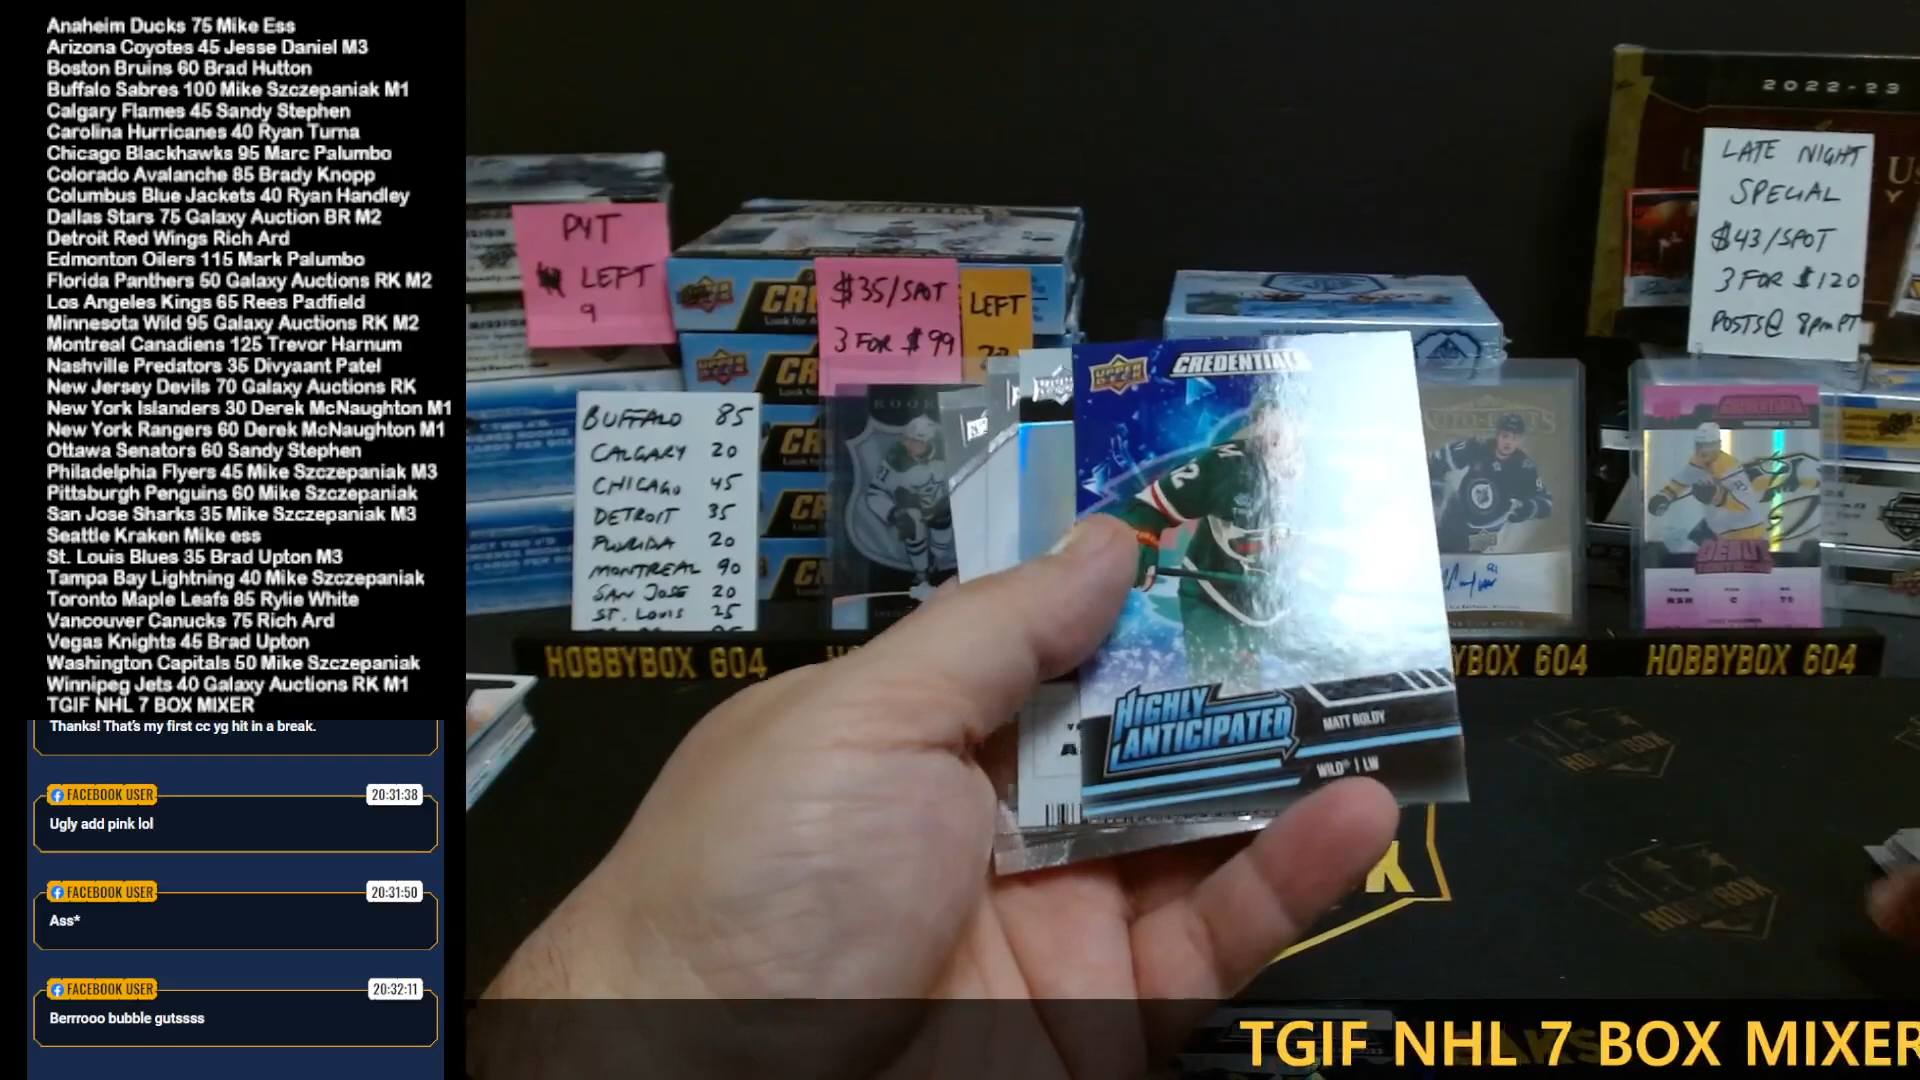 Anaheim Ducks 75 Mike Ess
Arizona Coyotes 45 Jesse Daniel M3
Boston Bruins 60 Brad Hutton
Buffalo Sabres 100 Mike Szczepaniak M1
Calgary Flames 45 Sandy Stephen
Carolina Hurricanes 40 Ryan Turna
Chicago Blackhawks 95 Marc Palumbo
Colorado Avalanche 85 Brady Knopp
Columbus Blue Jackets 40 Ryan Handley
Dallas Stars 75 Galaxy Auction BR M2
Detroit Red Wings Rich Ard
Edmonton Oilers 115 Mark Palumbo
Florida Panthers 50 Galaxy Auctions RK M2
Los Angeles Kings 65 Rees Padfield
Minnesota Wild 95 Galaxy Auctions RK M2
Montreal Canadiens 125 Trevor Harnum
Nashville Predators 35 Divyaant Patel
New Jersey Devils 70 Galaxy Auctions RK
New York Islanders 30 Derek McNaughton M1
New York Rangers 60 Derek McNaughton M1
Ottawa Senators 60 Sandy Stephen
Philadelphia Flyers 45 Mike Szczepaniak M3
Pittsburgh Penguins 60 Mike Szczepaniak
San Jose Sharks 35 Mike Szczepaniak M3
Seattle Kraken Mike ess
St. Louis Blues 35 Brad Upton M3
Tampa Bay Lightning 40 Mike Szczepaniak
Toronto Maple Leafs 85 Rylie White
Vancouver Canucks 75 Rich Ard
Vegas Knights 45 Brad Upton
Washington Capitals 50 Mike Szczepaniak
Winnipeg Jets 40 Galaxy Auctions RK M1
TGIF NHL 7 BOX MIXER
Thanks! That's my first cc yg hit in a break.
FACEBOOK USER 20:31:38
Ugly add pink lol
FACEBOOK USER 20:31:50
Ass*
FACEBOOK USER 20:32:11
Berrrooo bubble gutssss
PYT
LEFT
9
$35/SPOT
3 FOR $99
LEFT
BUFFALO 85
CALGARY 20
CHICAGO 45
DETROIT 35
FLORIDA 20
MONTREAL 90
SAN JOSE 20
ST. LOUIS 25
2022-23
LATE NIGHT
SPECIAL
$43/SPOT
3 FOR $120
POSTS@ 8pm PT
UPPER DECK
CREDENTIALS
HIGHLY
ANTICIPATED
MATT BOLDY
WILD | LW
DEBUT
HOBBYBOX 604
YBOX 604
HOBBYBOX 604
TGIF NHL 7 BOX MIXER